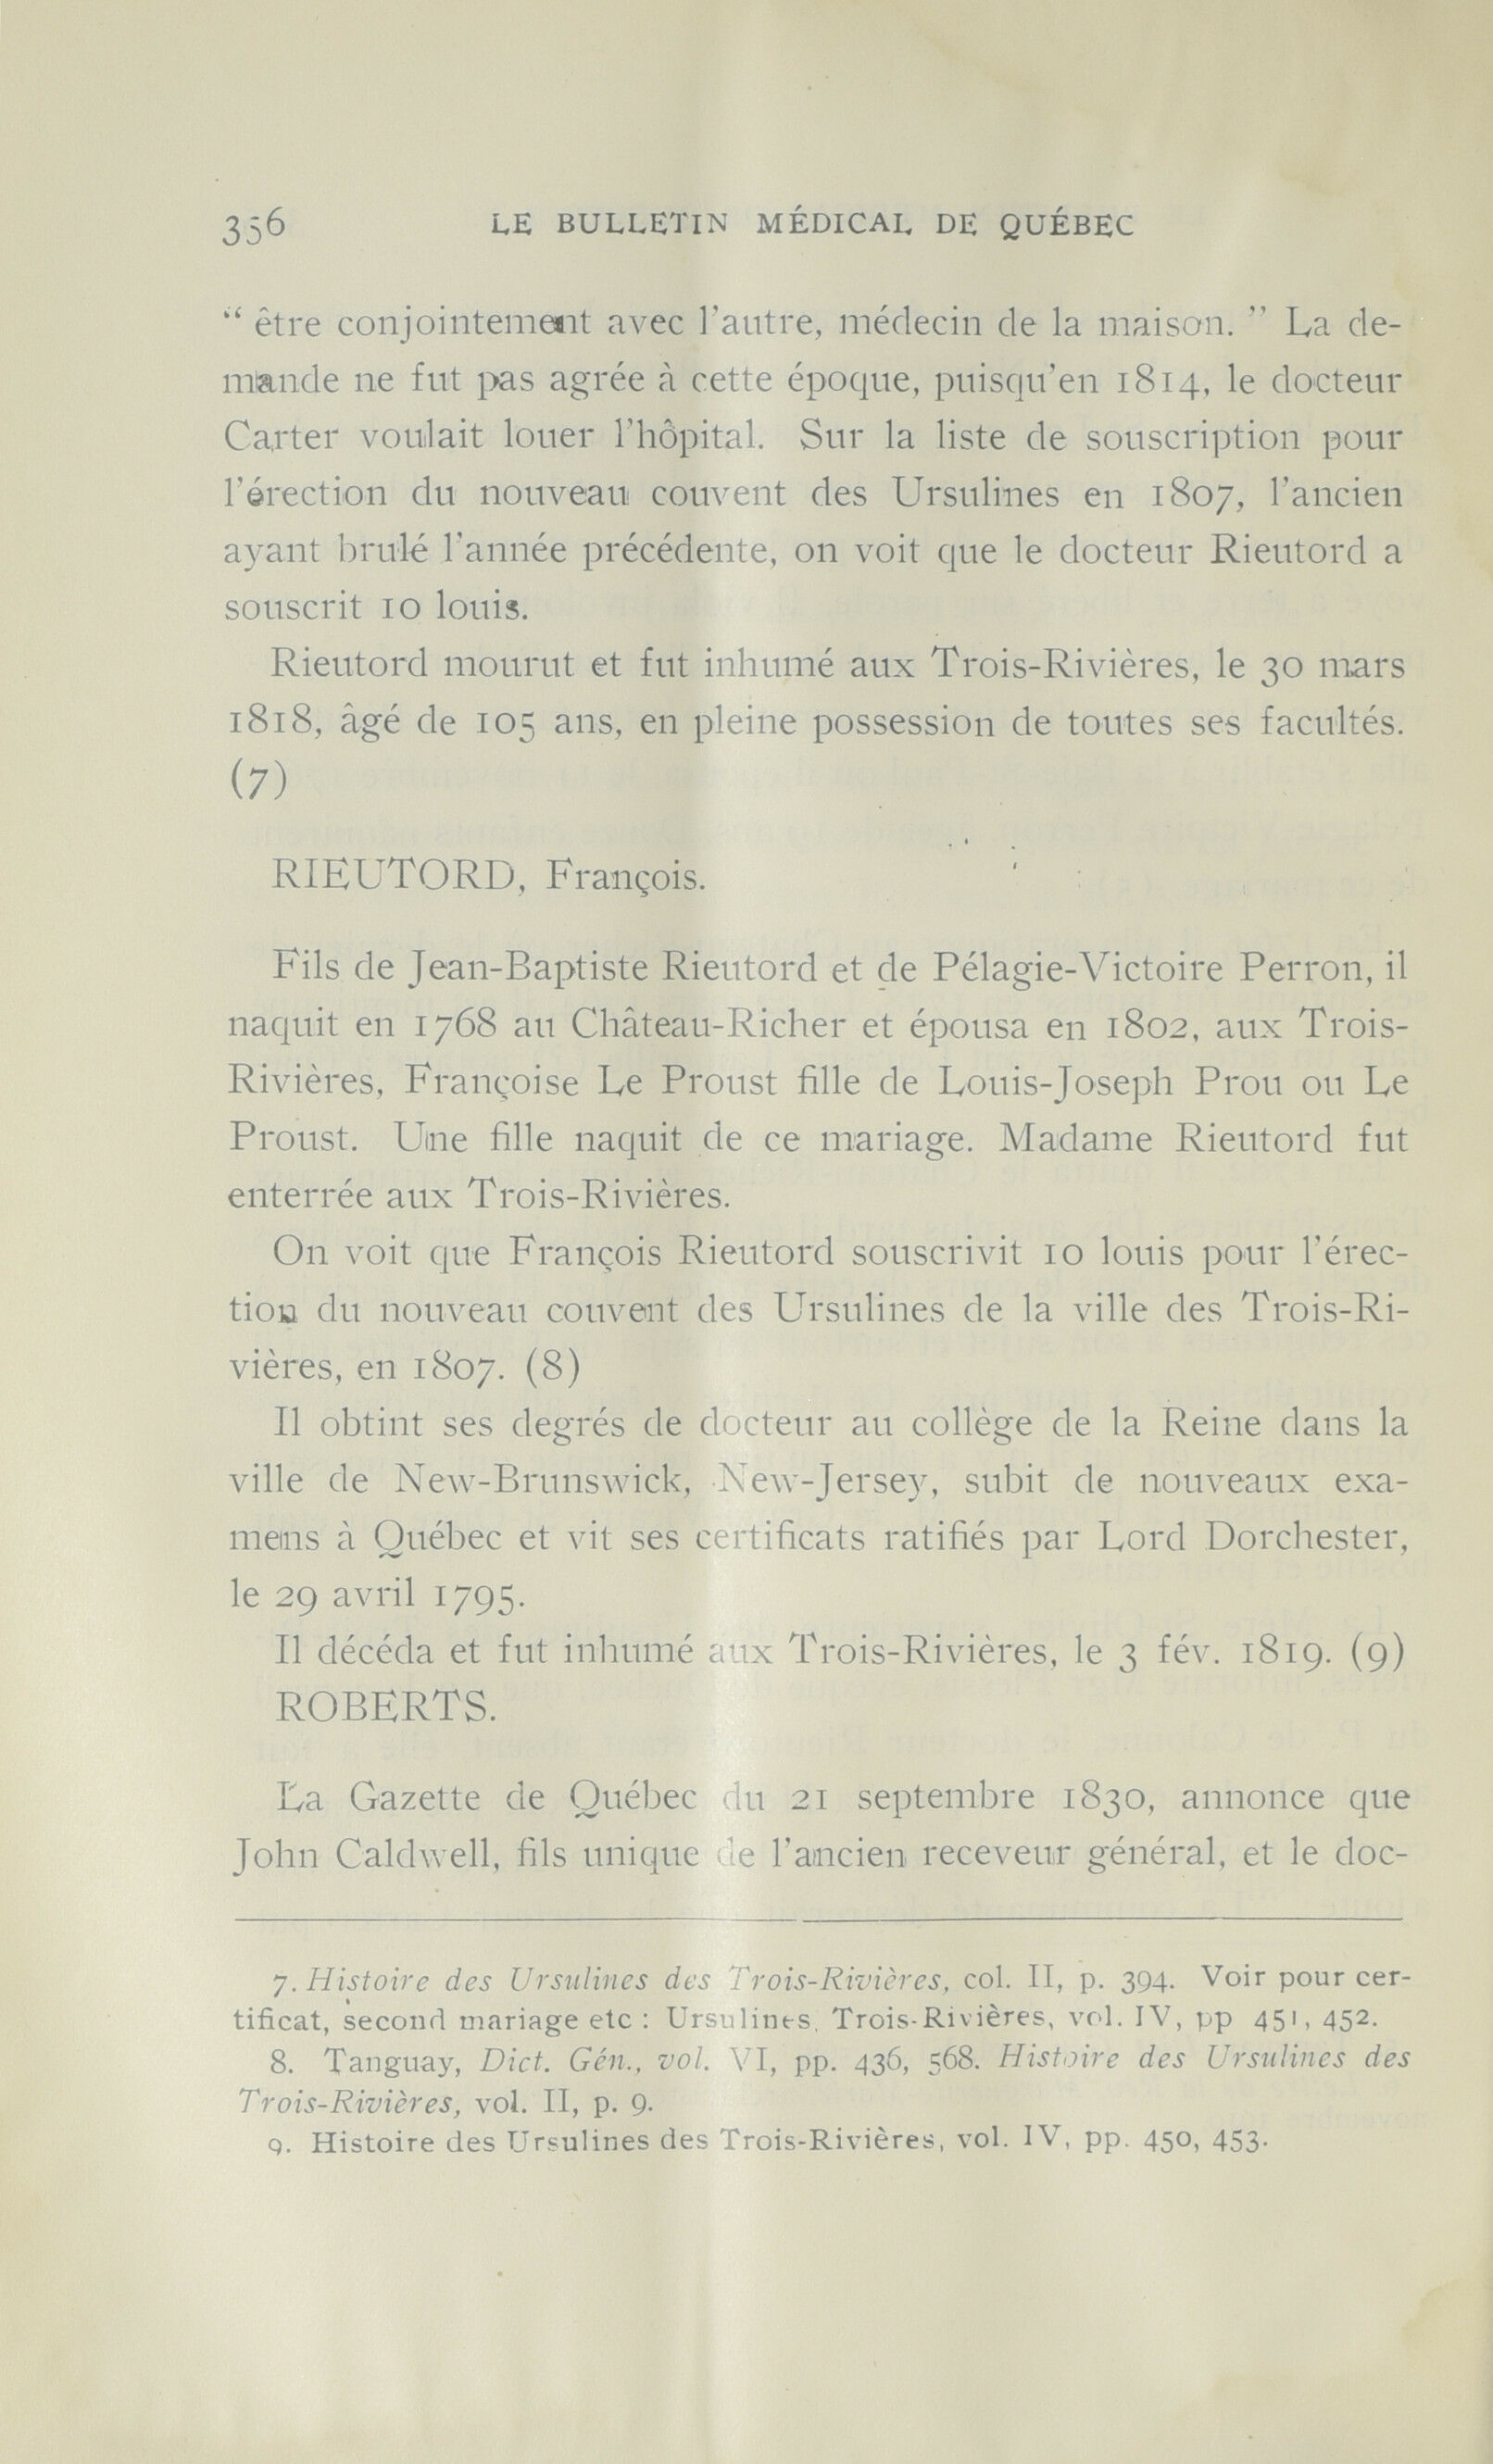 356 LE BULLETIN MÉDICAL DE QUÉBEC
“ être conjointement avec l'autre, médecin de la maison. ” La de-
mande ne fut pas agrée à cette époque, puisqu'en 1814, le docteur
Carter voulait louer l'hôpital. Sur la liste de souscription pour
l'érection du nouveau couvent des Ursulines en 1807, l'ancien
ayant brulé l'année précédente, on voit que le docteur Rieutord a
souscrit 10 louis.
Rieutord mourut et fut inhumé aux Trois-Rivières, le 30 mars
1818, âgé de 105 ans, en pleine possession de toutes ses facultés.
(7)
RIEUTORD, François.
Fils de Jean-Baptiste Rieutord et de Pélagie-Victoire Perron, il
naquit en 1768 au Château-Richer et épousa en 1802, aux Trois-
Rivières, Françoise Le Proust fille de Louis-Joseph Prou ou Le
Proust. Une fille naquit de ce mariage. Madame Rieutord fut
enterrée aux Trois-Rivières.
On voit que François Rieutord souscrivit 10 louis pour l'érec-
tion du nouveau couvent des Ursulines de la ville des Trois-Ri-
vières, en 1807. (8)
Il obtint ses degrés de docteur au collège de la Reine dans la
ville de New-Brunswick, New-Jersey, subit de nouveaux exa-
mens à Québec et vit ses certificats ratifiés par Lord Dorchester,
le 29 avril 1795.
Il décéda et fut inhumé aux Trois-Rivières, le 3 fév. 1819. (9)
ROBERTS.
La Gazette de Québec du 21 septembre 1830, annonce que
John Caldwell, fils unique de l'ancien receveur général, et le doc-
7. Histoire des Ursulines des Trois-Rivières, col. II, p. 394. Voir pour cer-
tificat, second mariage etc : Ursulines. Trois-Rivières, vol. IV, pp 451, 452.
8. Tanguay, Dict. Gén., vol. VI, pp. 436, 568. Histoire des Ursulines des
Trois-Rivières, vol. II, p. 9.
9. Histoire des Ursulines des Trois-Rivières, vol. IV, pp. 450, 453.